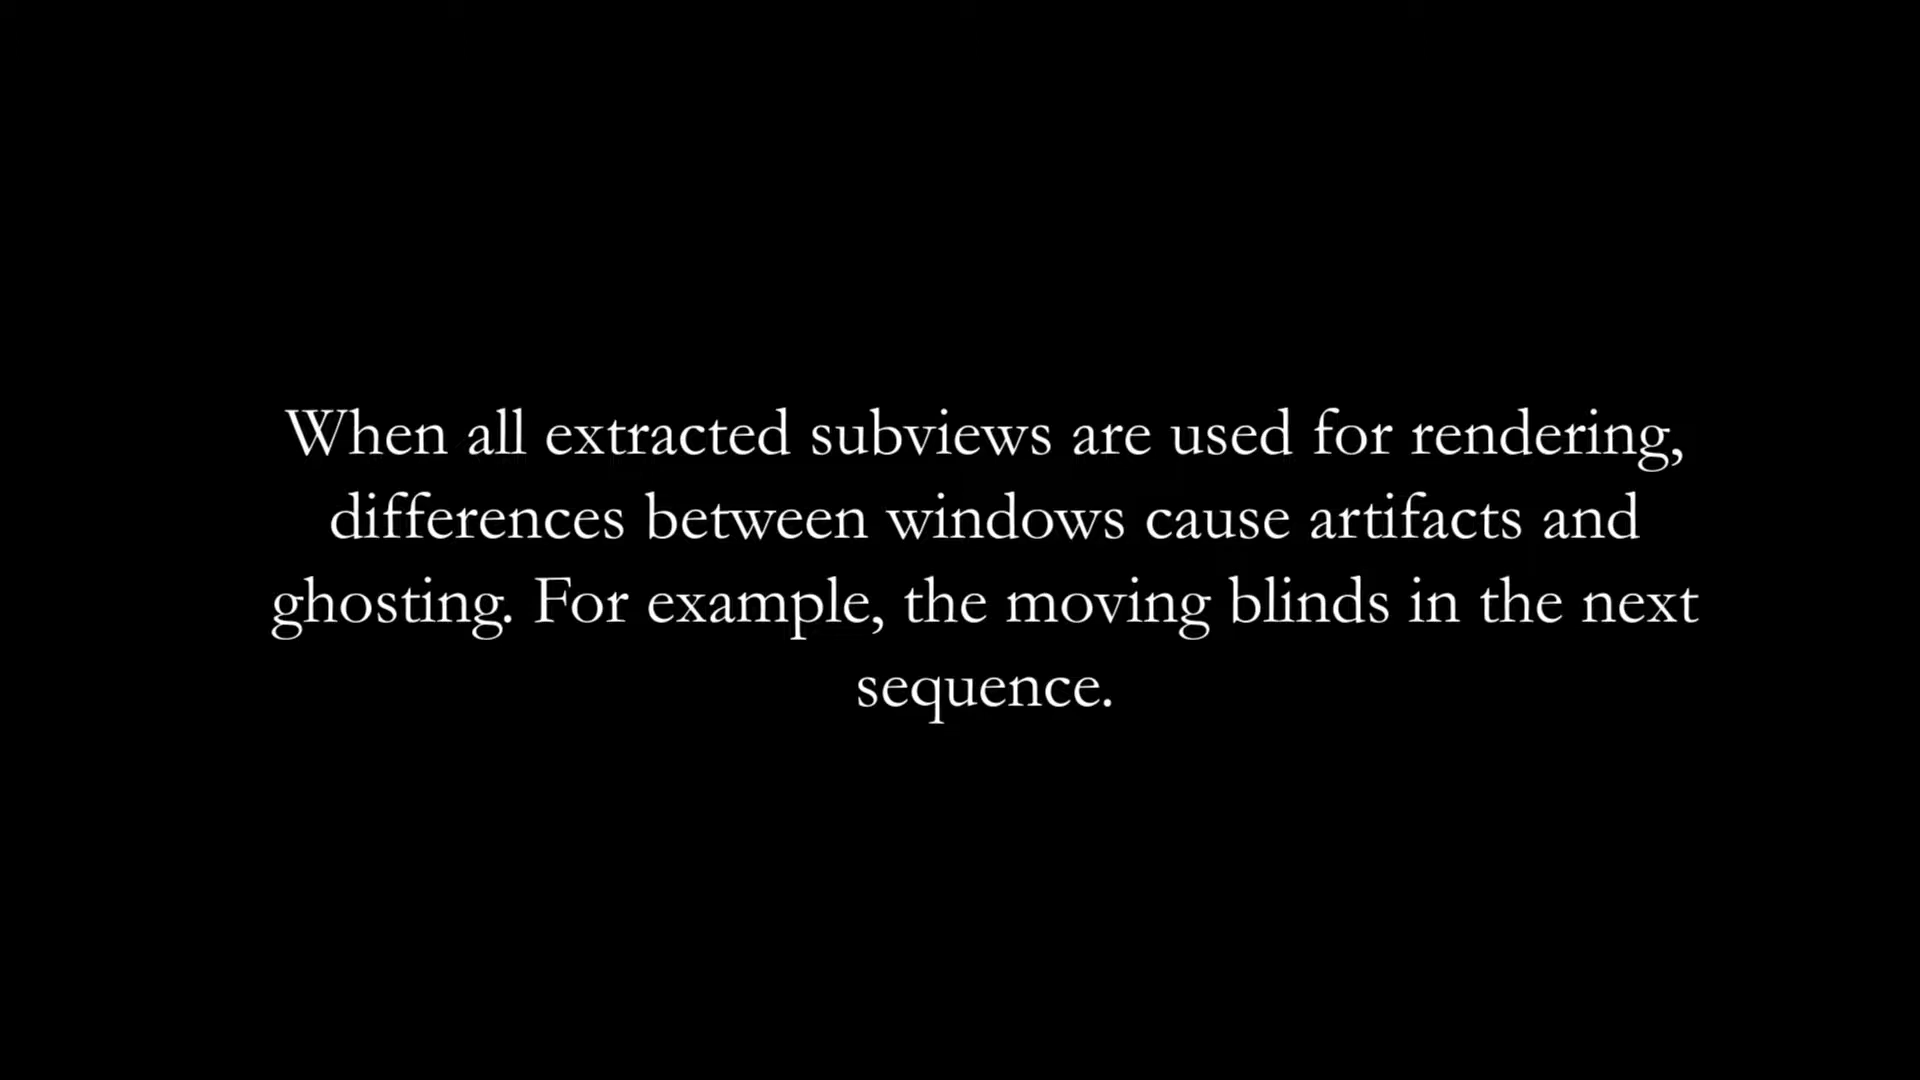 When all extracted subviews are used for rendering,
differences between windows cause artifacts and
ghosting. For example, the moving blinds in the next
sequence.